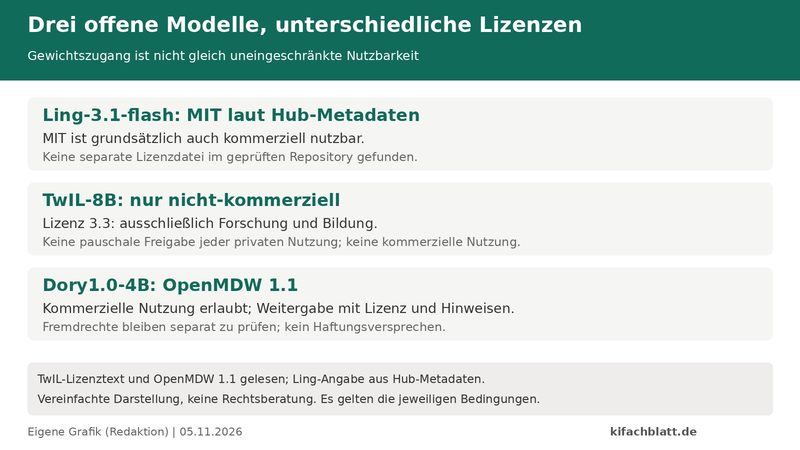 Drei offene Modelle, unterschiedliche Lizenzen
Gewichtszugang ist nicht gleich uneingeschränkte Nutzbarkeit
Ling-3.1-flash: MIT laut Hub-Metadaten
MIT ist grundsätzlich auch kommerziell nutzbar.
Keine separate Lizenzdatei im geprüften Repository gefunden.
TwIL-8B: nur nicht-kommerziell
Lizenz 3.3: ausschließlich Forschung und Bildung.
Keine pauschale Freigabe jeder privaten Nutzung; keine kommerzielle Nutzung.
Dory1.0-4B: OpenMDW 1.1
Kommerzielle Nutzung erlaubt; Weitergabe mit Lizenz und Hinweisen.
Fremdrechte bleiben separat zu prüfen; kein Haftungsversprechen.
TwIL-Lizenztext und OpenMDW 1.1 gelesen; Ling-Angabe aus Hub-Metadaten.
Vereinfachte Darstellung, keine Rechtsberatung. Es gelten die jeweiligen Bedingungen.
Eigene Grafik (Redaktion) | 05.11.2026
kifachblatt.de